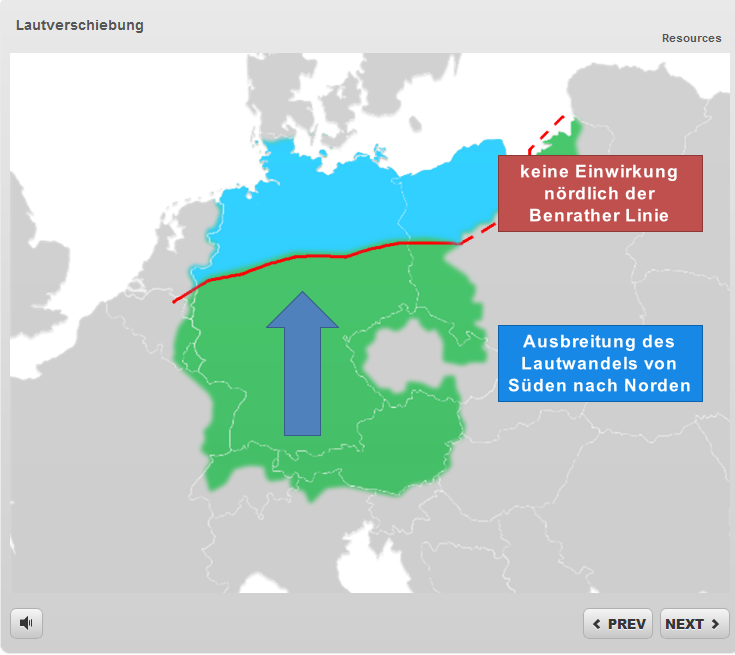 Lautverschiebung
Resources
keine Einwirkung
nördlich der
Benrather Linie
Ausbreitung des
Lautwandels von
Süden nach Norden
PREV
NEXT